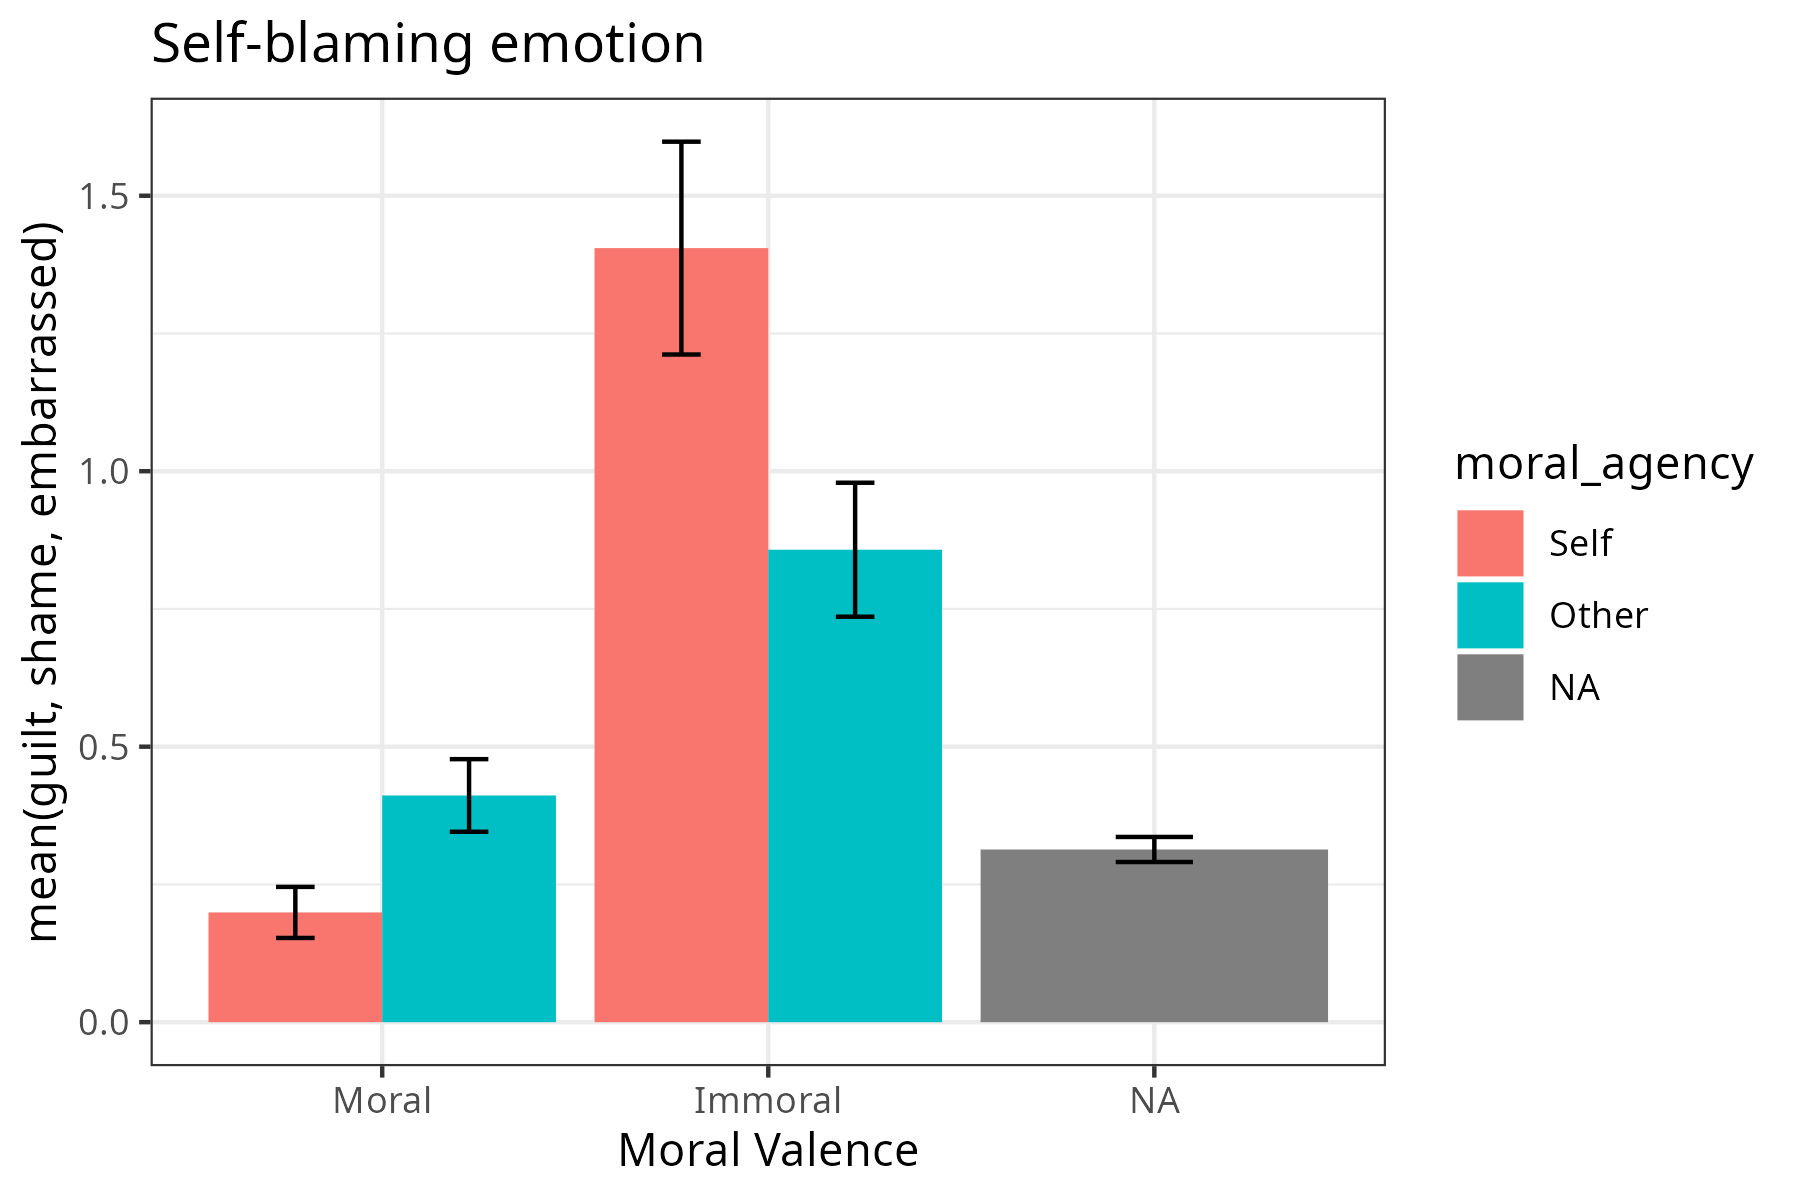 Self-blaming emotion
mean(guilt, shame, embarrassed)
1.5
1.0
0.5
0.0
Moral
Immoral
NA
Moral Valence
moral_agency
Self
Other
NA